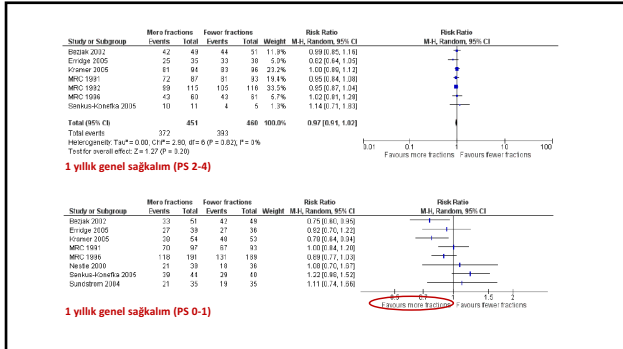 More fractions Fewer fractions Risk Ratio Risk Ratio
Study or Subgroup Events Total Events Total Weight M-H, Random, 95% CI M-H, Random, 95% CI
Bezjak 2002 42 49 44 51 11.8% 0.99 [0.85, 1.16]
Erridge 2005 25 35 33 38 5.0% 0.82 [0.64, 1.05]
Kramer 2005 81 94 83 96 23.2% 1.00 [0.89, 1.12]
MRC 1991 72 87 81 93 19.4% 0.95 [0.84, 1.08]
MRC 1992 99 115 105 116 33.5% 0.95 [0.87, 1.04]
MRC 1996 43 60 43 61 5.7% 1.02 [0.81, 1.28]
Senkus-Konefka 2005 10 11 4 5 1.14 [0.71, 1.83]
Total (95% CI) 451 460 100.0% 0.97 [0.91, 1.02]
Total events 372 393
Heterogeneity: Tau² = 0.00, Chi² = 2.90, df = 6 (P = 0.82); I² = 0%
Test for overall effect: Z = 1.27 (P = 0.20)
0.01 0.1 1 10 100
Favours more fractions Favours fewer fractions
1 yıllık genel sağkalım (PS 2-4)
More fractions Fewer fractions Risk Ratio Risk Ratio
Study or Subgroup Events Total Events Total Weight M-H, Random, 95% CI M-H, Random, 95% CI
Bezjak 2002 33 51 42 49 0.75 [0.60, 0.95]
Erridge 2005 27 38 27 36 0.92 [0.70, 1.22]
Kramer 2005 38 54 48 53 0.78 [0.64, 0.94]
MRC 1991 70 97 67 93 1.00 [0.84, 1.20]
MRC 1996 118 191 131 189 0.89 [0.77, 1.03]
Nestle 2000 21 39 18 36 1.08 [0.70, 1.67]
Senkus-Konefka 2005 39 44 29 40 1.22 [0.98, 1.52]
Sundstrom 2004 21 35 19 35 1.11 [0.74, 1.66]
0.5 0.7 1 1.5 2
Favours more fractions Favours fewer fractions
1 yıllık genel sağkalım (PS 0-1)